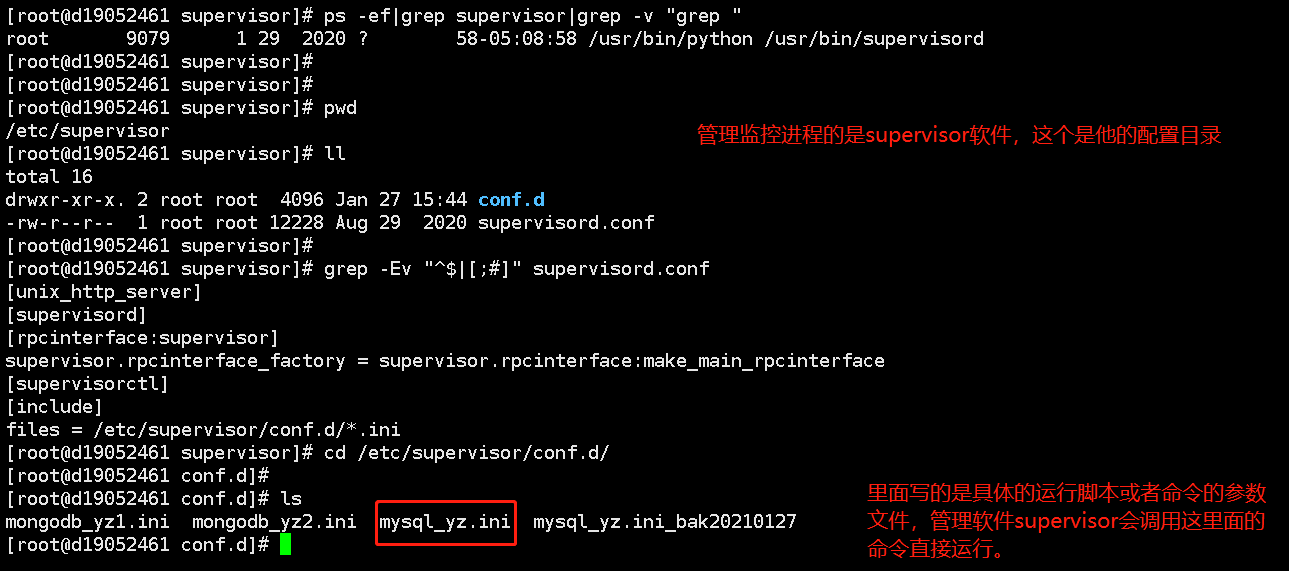 [root@d19052461 supervisor]# ps -ef|grep supervisor|grep -v "grep "
root       9079      1 29  2020 ?        58-05:08:58 /usr/bin/python /usr/bin/supervisord
[root@d19052461 supervisor]#
[root@d19052461 supervisor]#
[root@d19052461 supervisor]# pwd
/etc/supervisor
管理监控进程的是supervisor软件，这个是他的配置目录
[root@d19052461 supervisor]# ll
total 16
drwxr-xr-x. 2 root root  4096 Jan 27 15:44 conf.d
-rw-r--r--  1 root root 12228 Aug 29  2020 supervisord.conf
[root@d19052461 supervisor]#
[root@d19052461 supervisor]# grep -Ev "^$|[;#]" supervisord.conf
[unix_http_server]
[supervisord]
[rpcinterface:supervisor]
supervisor.rpcinterface_factory = supervisor.rpcinterface:make_main_rpcinterface
[supervisorctl]
[include]
files = /etc/supervisor/conf.d/*.ini
[root@d19052461 supervisor]# cd /etc/supervisor/conf.d/
[root@d19052461 conf.d]#
[root@d19052461 conf.d]# ls
mongodb_yz1.ini  mongodb_yz2.ini  mysql_yz.ini  mysql_yz.ini_bak20210127
[root@d19052461 conf.d]#
里面写的是具体的运行脚本或者命令的参数
文件，管理软件supervisor会调用这里面的
命令直接运行。